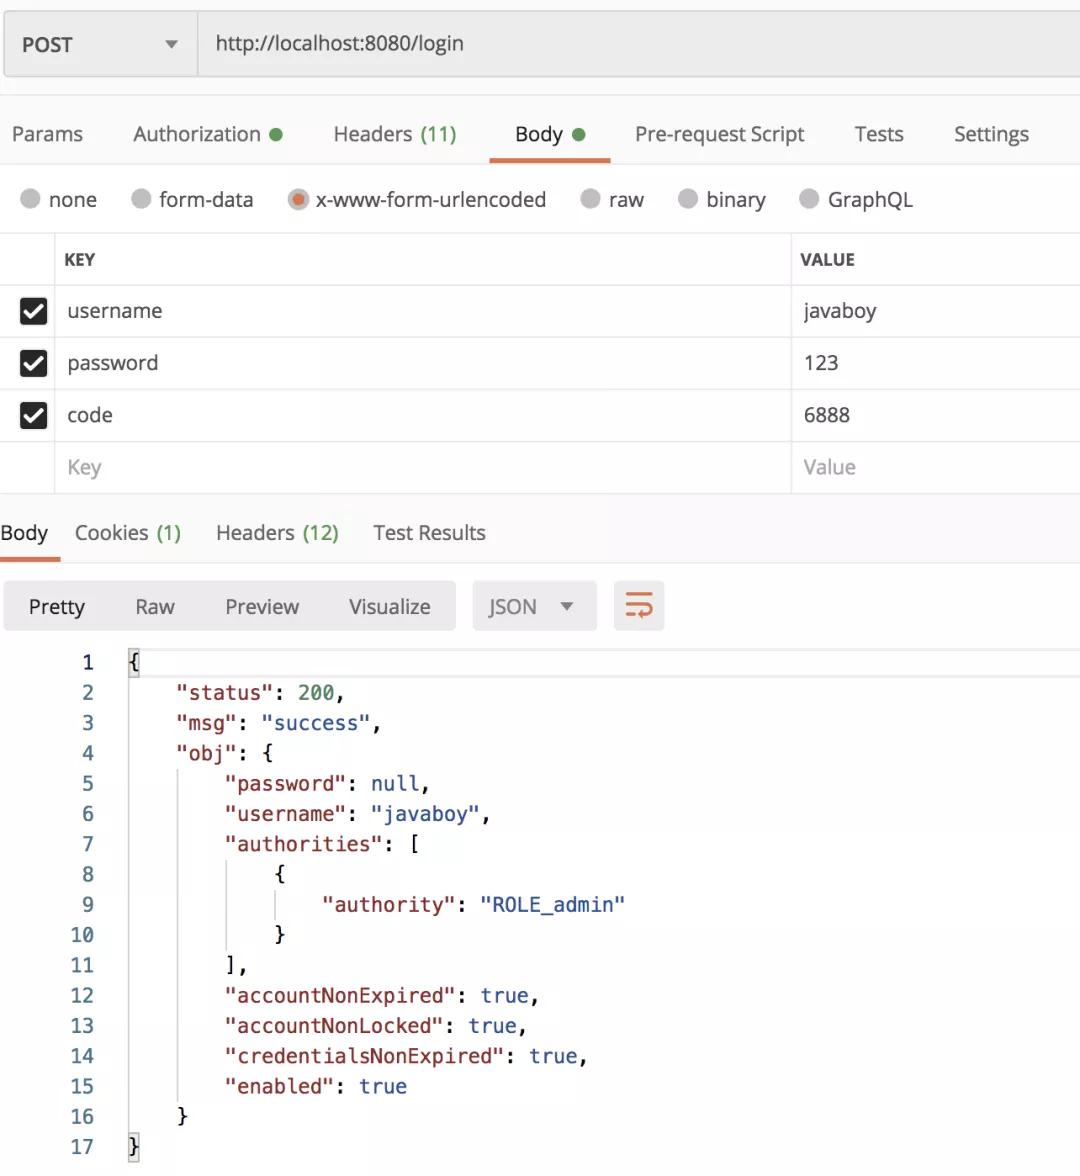 POST http://localhost:8080/login
Params Authorization Headers (11) Body Pre-request Script Tests Settings
none form-data x-www-form-urlencoded raw binary GraphQL
KEY VALUE
username javaboy
password 123
code 6888
Key Value
Body Cookies (1) Headers (12) Test Results
Pretty Raw Preview Visualize JSON
1 {
2 "status": 200,
3 "msg": "success",
4 "obj": {
5 "password": null,
6 "username": "javaboy",
7 "authorities": [
8 {
9 "authority": "ROLE_admin"
10 }
11 ],
12 "accountNonExpired": true,
13 "accountNonLocked": true,
14 "credentialsNonExpired": true,
15 "enabled": true
16 }
17 }